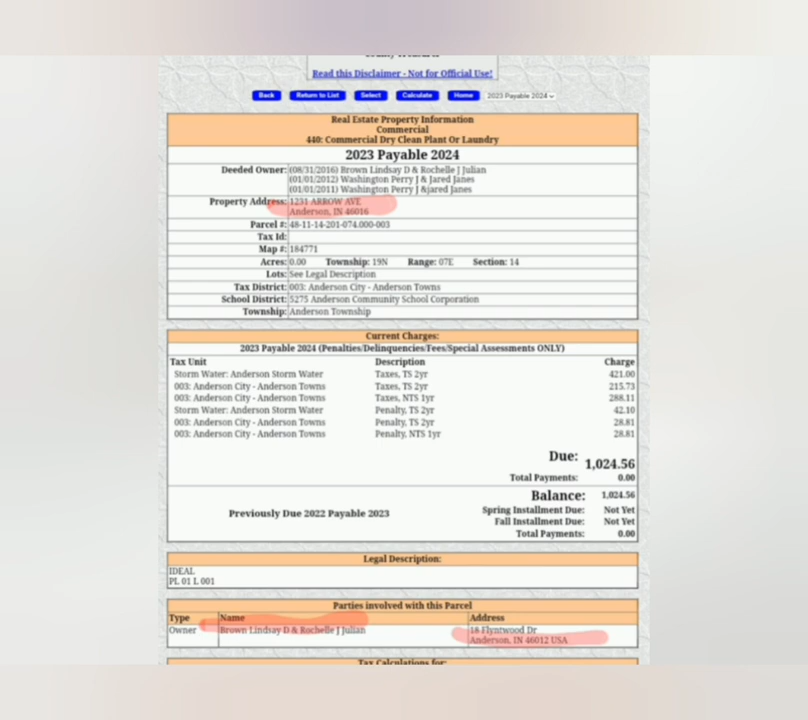 Read this Disclaimer - Not for Official Use!
Back Return to List Select Calculate Home 2023 Payable 2024
Real Estate Property Information
Commercial
440: Commercial Dry Clean Plant Or Laundry
2023 Payable 2024
Deeded Owner: (08/31/2016) Brown Lindsay D & Rochelle J Julian
(01/01/2012) Washington Perry J & Jared Janes
(01/01/2011) Washington Perry J &jared Janes
Property Address: 1231 ARROW AVE
Anderson, IN 46016
Parcel #: 48-11-14-201-074.000-003
Tax Id:
Map #: 184771
Acres: 0.00 Township: 19N Range: 07E Section: 14
Lots: See Legal Description
Tax District: 003: Anderson City - Anderson Towns
School District: 5275 Anderson Community School Corporation
Township: Anderson Township
Current Charges:
2023 Payable 2024 (Penalties/Delinquencies/Fees/Special Assessments ONLY)
Tax Unit Description Charge
Storm Water: Anderson Storm Water Taxes, TS 2yr 421.00
003: Anderson City - Anderson Towns Taxes, TS 2yr 215.73
003: Anderson City - Anderson Towns Taxes, NTS 1yr 288.11
Storm Water: Anderson Storm Water Penalty, TS 2yr 42.10
003: Anderson City - Anderson Towns Penalty, TS 2yr 28.81
003: Anderson City - Anderson Towns Penalty, NTS 1yr 28.81
Due: 1,024.56
Total Payments: 0.00
Balance: 1,024.56
Previously Due 2022 Payable 2023 Spring Installment Due: Not Yet
Fall Installment Due: Not Yet
Total Payments: 0.00
Legal Description:
IDEAL
PL 01 L 001
Parties involved with this Parcel
Type Name Address
Owner Brown Lindsay D & Rochelle J Julian 18 Flyntwood Dr
Anderson, IN 46012 USA
Tax Calculations for: